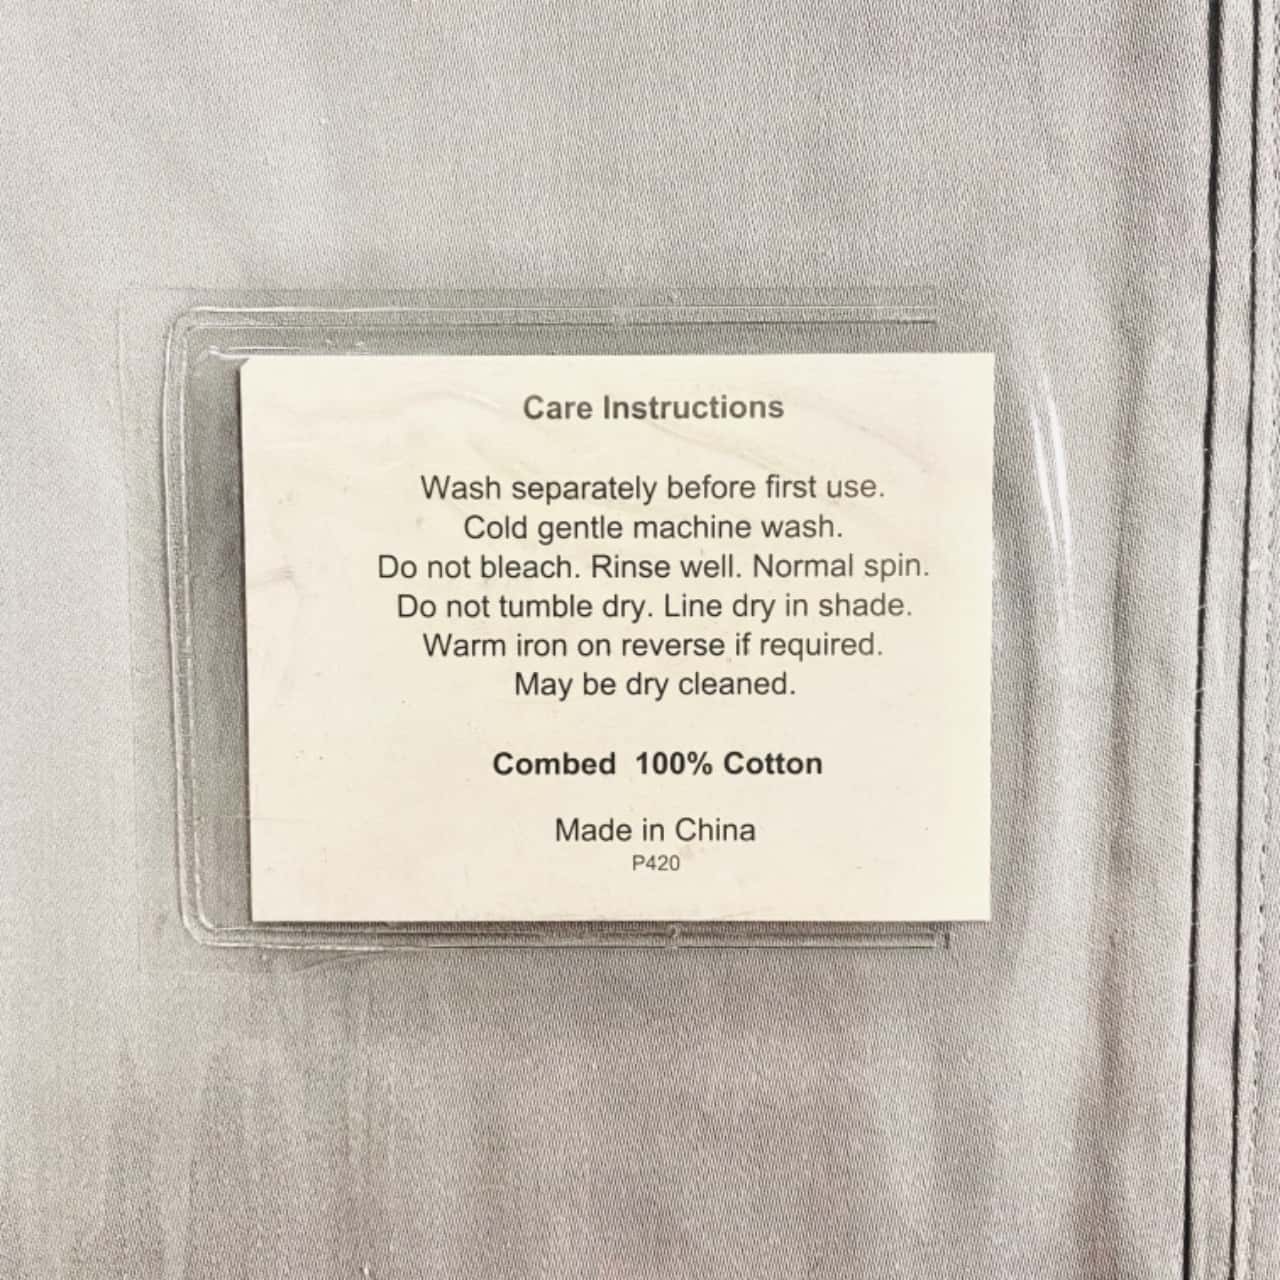 Care Instructions
Wash separately before first use.
Cold gentle machine wash.
Do not bleach. Rinse well. Normal spin.
Do not tumble dry. Line dry in shade.
Warm iron on reverse if required.
May be dry cleaned.
Combed  100% Cotton
Made in China
P420